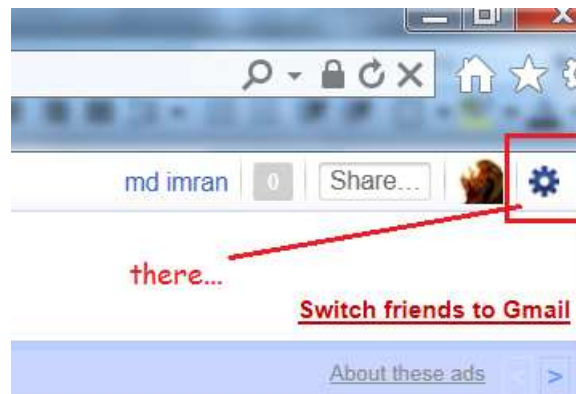 md imran 0 Share...
there...
Switch friends to Gmail
About these ads < >